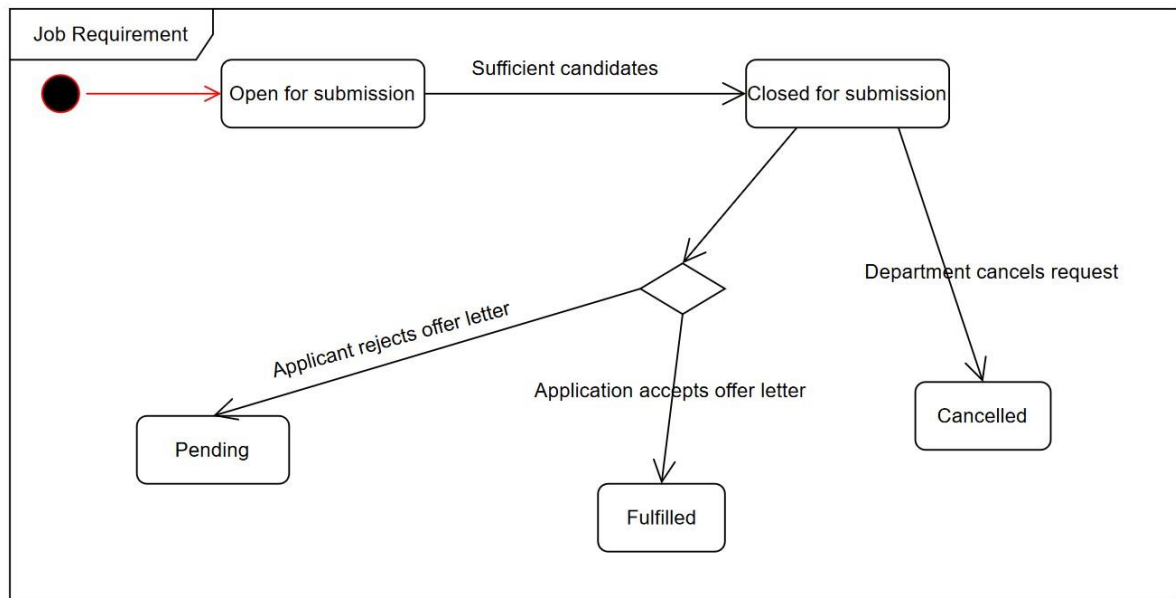 Job Requirement
Sufficient candidates
Open for submission
Closed for submission
Department cancels request
Applicant rejects offer letter
Application accepts offer letter
Cancelled
Pending
Fulfilled